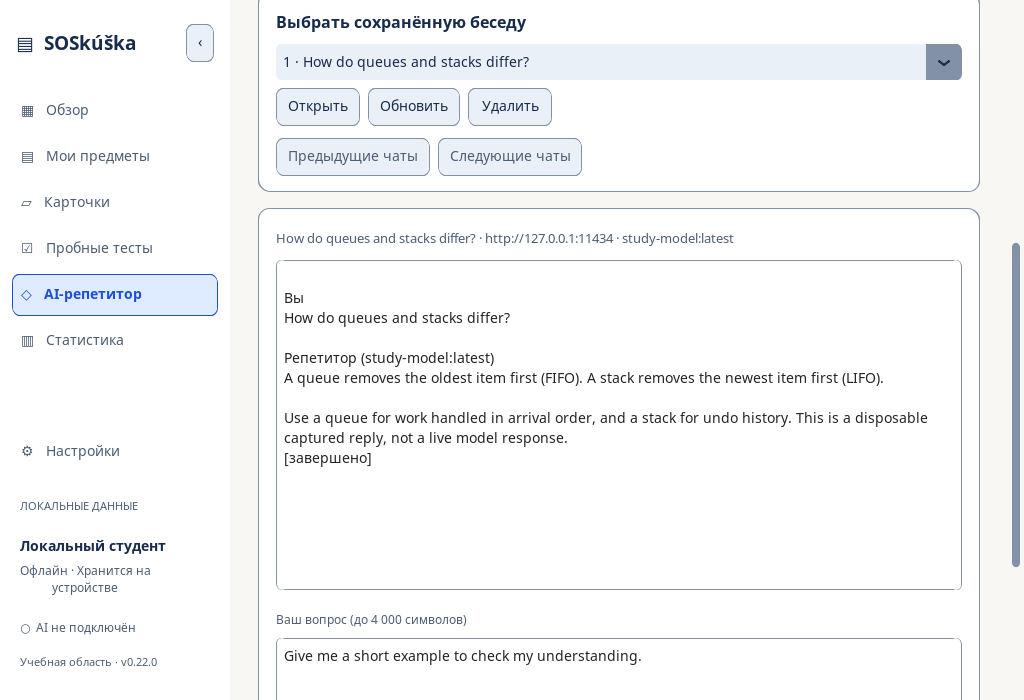 SOSkúška
‹
Обзор
Мои предметы
Карточки
Пробные тесты
AI-репетитор
Статистика
Настройки
ЛОКАЛЬНЫЕ ДАННЫЕ
Локальный студент
Офлайн · Хранится на
устройстве
AI не подключён
Учебная область · v0.22.0
Выбрать сохранённую беседу
1 · How do queues and stacks differ?
Открыть
Обновить
Удалить
Предыдущие чаты
Следующие чаты
How do queues and stacks differ? · http://127.0.0.1:11434 · study-model:latest
Вы
How do queues and stacks differ?
Репетитор (study-model:latest)
A queue removes the oldest item first (FIFO). A stack removes the newest item first (LIFO).
Use a queue for work handled in arrival order, and a stack for undo history. This is a disposable
captured reply, not a live model response.
[завершено]
Ваш вопрос (до 4 000 символов)
Give me a short example to check my understanding.